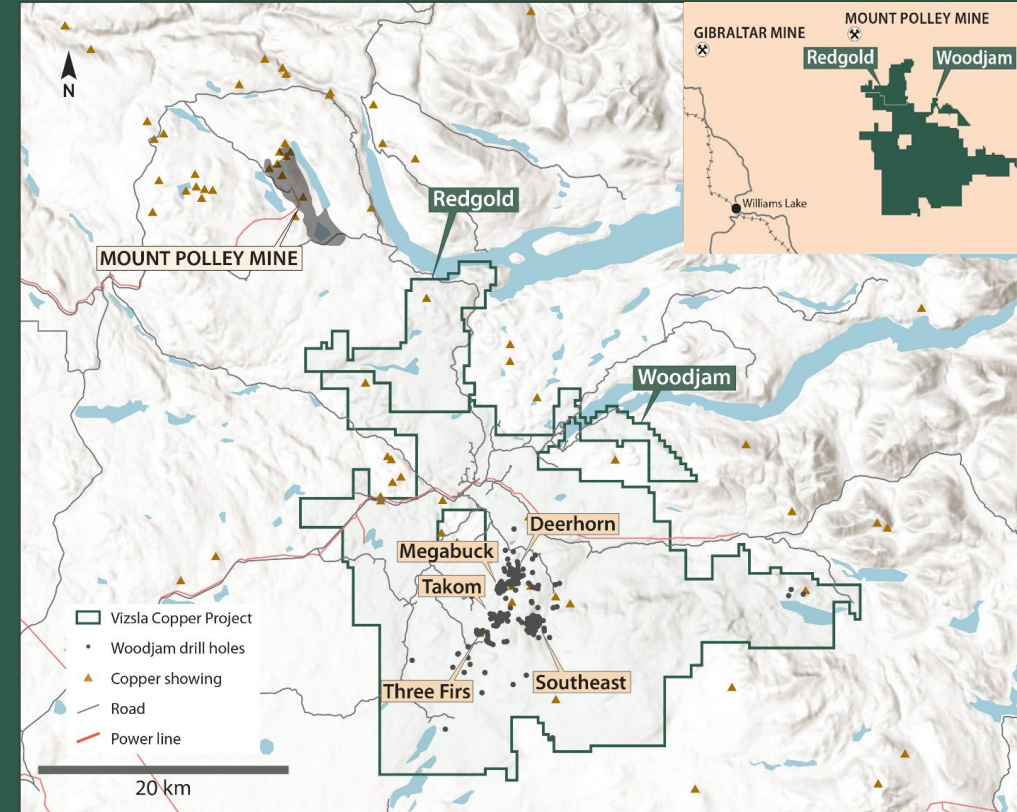 GIBRALTAR MINE
MOUNT POLLEY MINE
Redgold
Woodjam
Williams Lake
N
Redgold
MOUNT POLLEY MINE
Woodjam
Deerhorn
Megabuck
Takom
Three Firs
Southeast
Vizsla Copper Project
Woodjam drill holes
Copper showing
Road
Power line
20 km